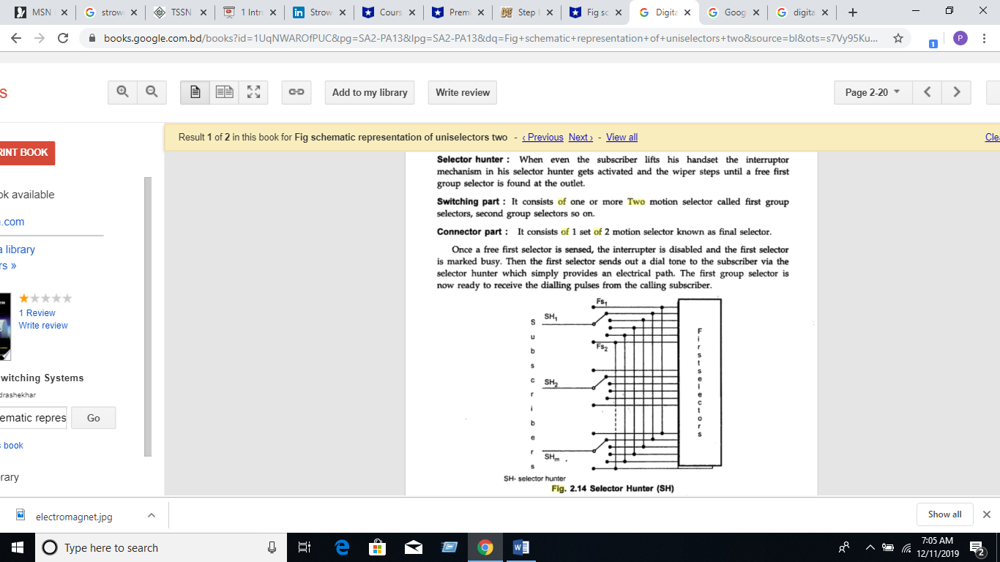 MSN
strow
TSSN
1 Intro
Strow
Cours
Prem
Step
Fig sc
Digita
Goog
digita
books.google.com.bd/books?id=1UqNWAROfPUC&pg=SA2-PA13&lpg=SA2-PA13&dq=Fig+schematic+representation+of+uniselectors+two&source=bl&ots=s7Vy95Ku...
P
1
s
Add to my library
Write review
Page 2-20
Result 1 of 2 in this book for Fig schematic representation of uniselectors two - ‹ Previous Next › - View all
Cle
RINT BOOK
ok available
.com
a library
rs »
1 Review
Write review
witching Systems
drashekhar
ematic repres
Go
s book
rary
Selector hunter : When even the subscriber lifts his handset the interruptor
mechanism in his selector hunter gets activated and the wiper steps until a free first
group selector is found at the outlet.
Switching part : It consists of one or more Two motion selector called first group
selectors, second group selectors so on.
Connector part : It consists of 1 set of 2 motion selector known as final selector.
Once a free first selector is sensed, the interrupter is disabled and the first selector
is marked busy. Then the first selector sends out a dial tone to the subscriber via the
selector hunter which simply provides an electrical path. The first group selector is
now ready to receive the dialling pulses from the calling subscriber.
Subscribers
SH1
Fs1
Fs2
SH2
SHm
Firstselectors
SH- selector hunter
Fig. 2.14 Selector Hunter (SH)
electromagnet.jpg
Show all
Type here to search
7:05 AM
12/11/2019
2